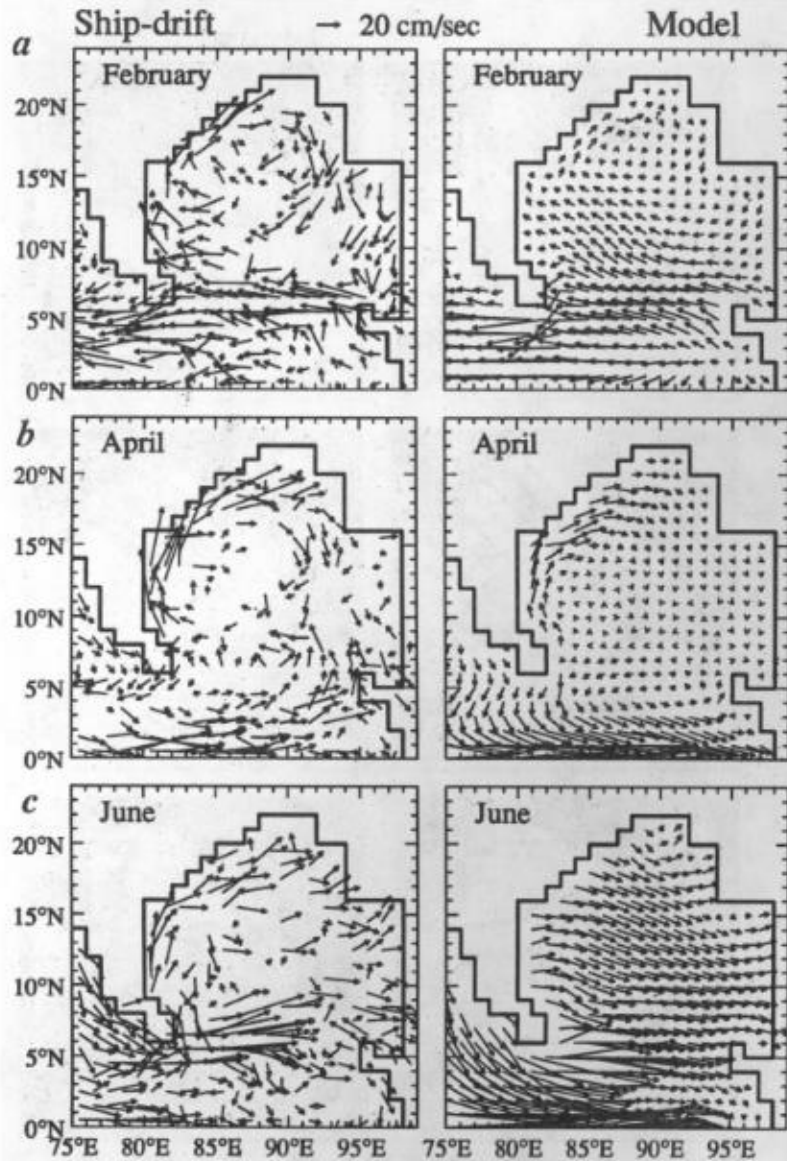 Ship-drift → 20 cm/sec Model
a
February February
20°N
15°N
10°N
5°N
0°N
b
April April
20°N
15°N
10°N
5°N
0°N
c
June June
20°N
15°N
10°N
5°N
0°N
75°E 80°E 85°E 90°E 95°E 75°E 80°E 85°E 90°E 95°E